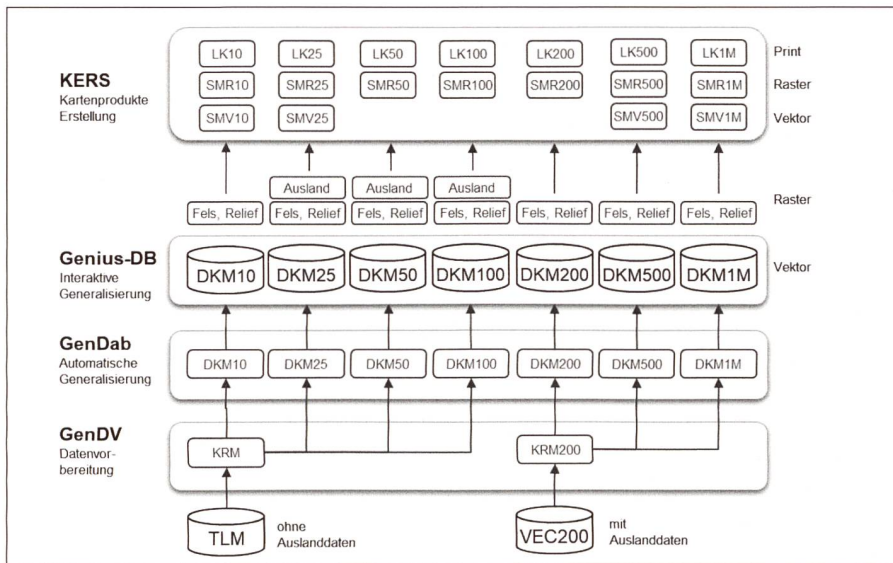 LK10 LK25 LK50 LK100 LK200 LK500 LK1M Print
KERS
Kartenprodukte
Erstellung
SMR10 SMR25 SMR50 SMR100 SMR200 SMR500 SMR1M Raster
SMV10 SMV25 SMV500 SMV1M Vektor
Ausland Ausland Ausland
Fels, Relief Fels, Relief Fels, Relief Fels, Relief Fels, Relief Fels, Relief Fels, Relief Raster
Genius-DB
Interaktive
Generalisierung
DKM10 DKM25 DKM50 DKM100 DKM200 DKM500 DKM1M Vektor
GenDab
Automatische
Generalisierung
DKM10 DKM25 DKM50 DKM100 DKM200 DKM500 DKM1M
GenDV
Datenvor-
bereitung
KRM KRM200
TLM
ohne
Auslanddaten
VEC200
mit
Auslanddaten